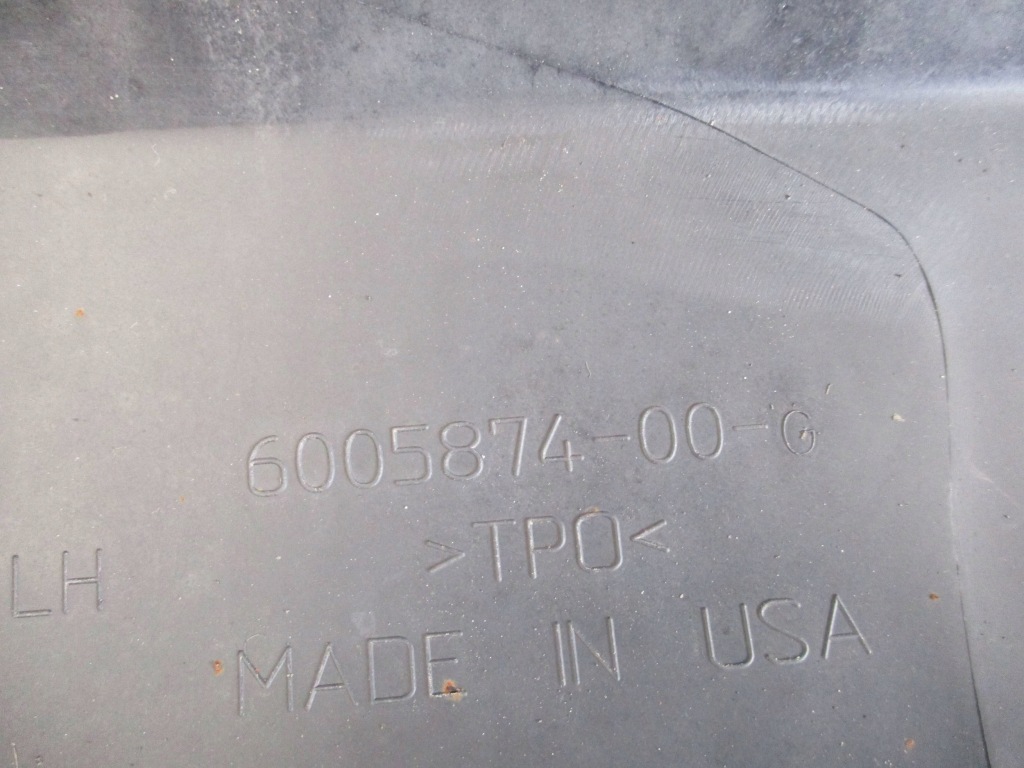 6005874-00-G
>TPO<
LH
MADE IN USA